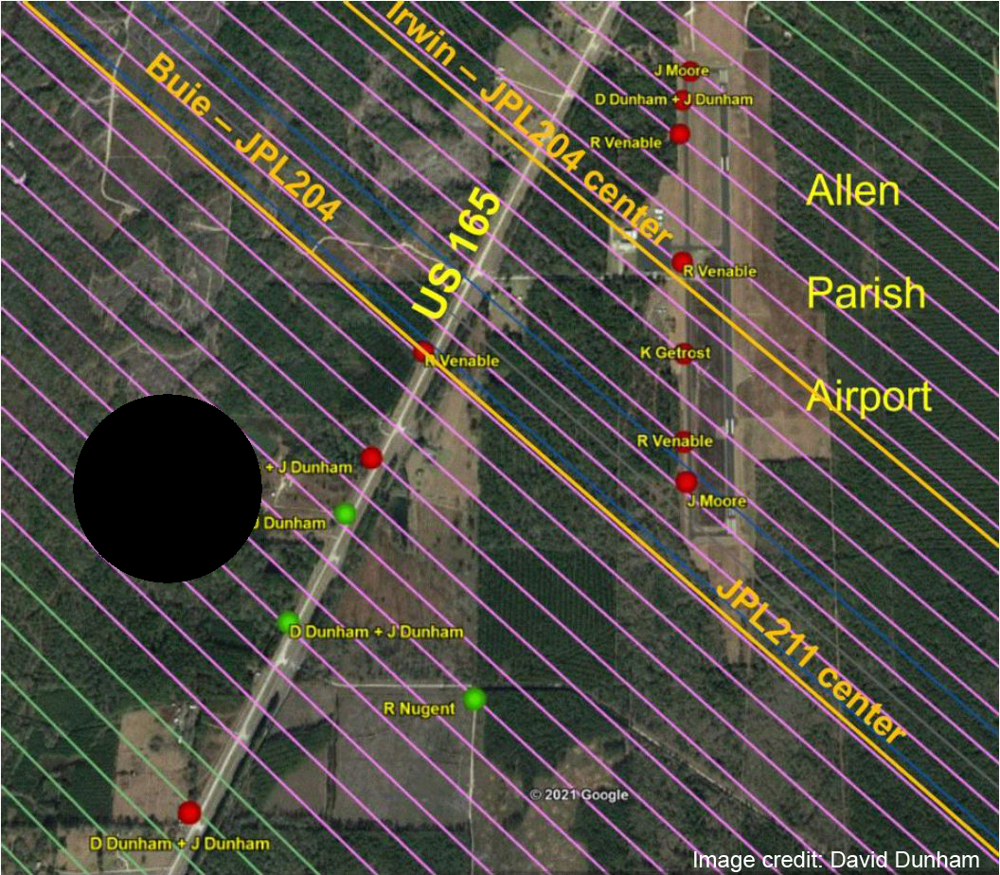 Irwin – JPL204 center
Buie – JPL204
J Moore
D Dunham + J Dunham
R Venable
US 165
Allen
R Venable
Parish
K Getrost
R Venable
Airport
R Venable
+ J Dunham
J Moore
Dunham
JPL211 center
D Dunham + J Dunham
R Nugent
© 2021 Google
D Dunham + J Dunham
Image credit: David Dunham